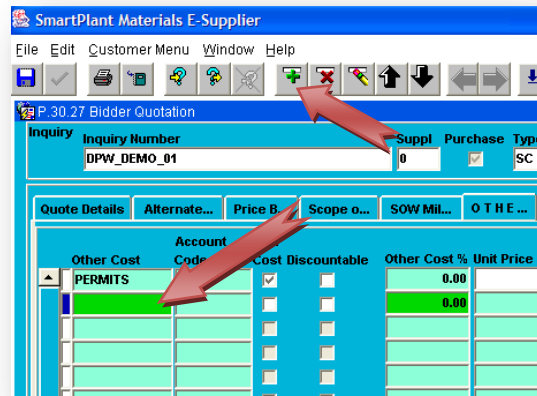 SmartPlant Materials E-Supplier
File Edit Customer Menu Window Help
P.30.27 Bidder Quotation
Inquiry Inquiry Number Suppl Purchase Typ
DPW_DEMO_01 0 SC
Quote Details Alternate... Price B... Scope o... SOW Mil... O T H E ...
Account
Other Cost Cost Discountable Other Cost % Unit Price
PERMITS 0.00
0.00